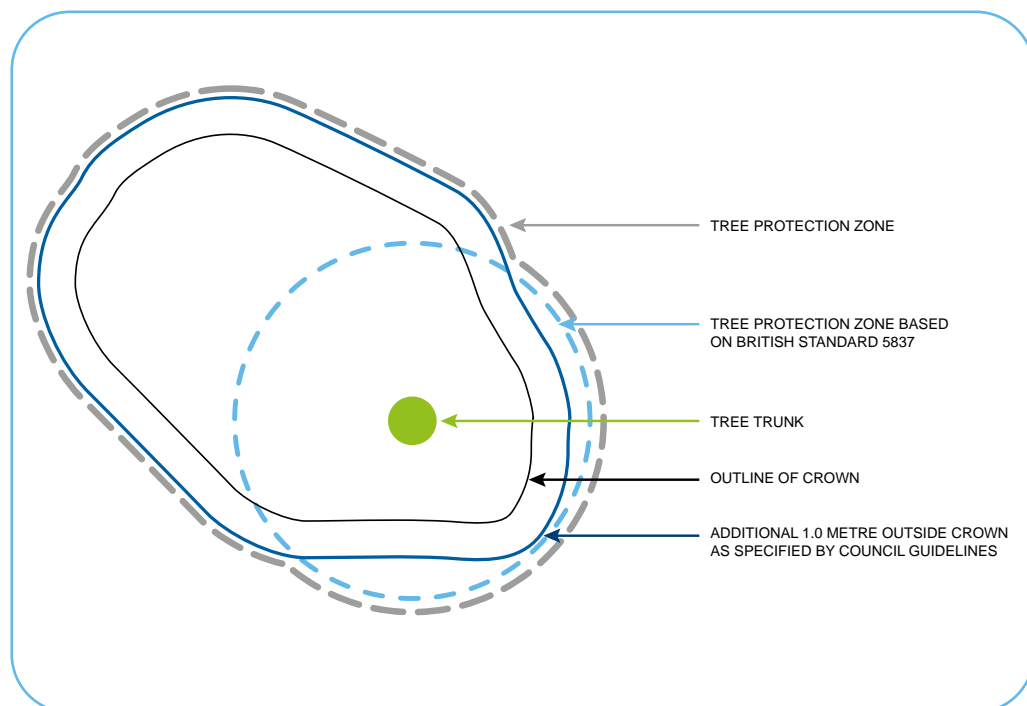 TREE PROTECTION ZONE
TREE PROTECTION ZONE BASED
ON BRITISH STANDARD 5837
TREE TRUNK
OUTLINE OF CROWN
ADDITIONAL 1.0 METRE OUTSIDE CROWN
AS SPECIFIED BY COUNCIL GUIDELINES